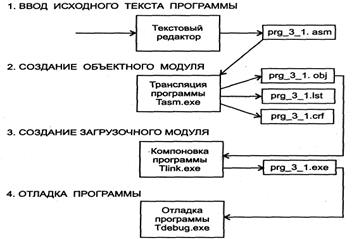 1. ВВОД ИСХОДНОГО ТЕКСТА ПРОГРАММЫ
Текстовый
редактор
prg_3_1. asm
2. СОЗДАНИЕ ОБЪЕКТНОГО МОДУЛЯ
Трансляция
программы
Tasm.exe
prg_3_1. obj
prg_3_1.lst
prg_3_1.crf
3. СОЗДАНИЕ ЗАГРУЗОЧНОГО МОДУЛЯ
Компоновка
программы
Tlink.exe
prg_3_1.exe
4. ОТЛАДКА ПРОГРАММЫ
Отладка
программы
Tdebug.exe